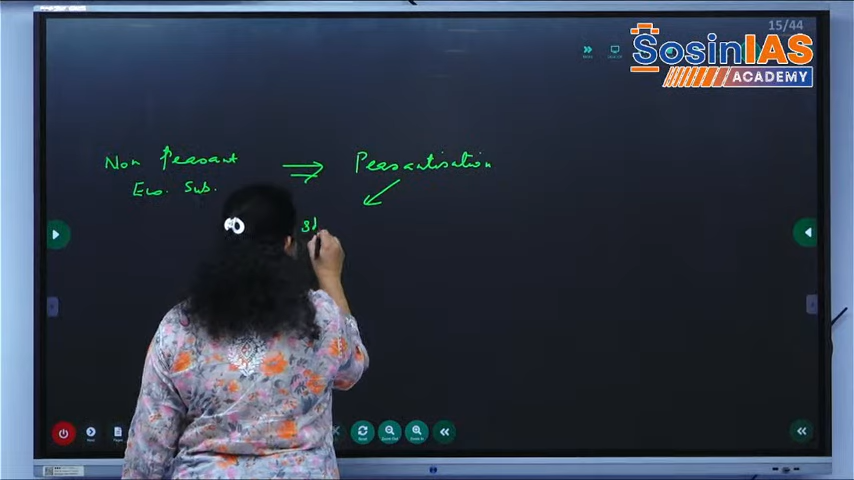 15/44
SosinIAS
ACADEMY
Non Peasant ⇒ Peasantisation
Eco. Sub.